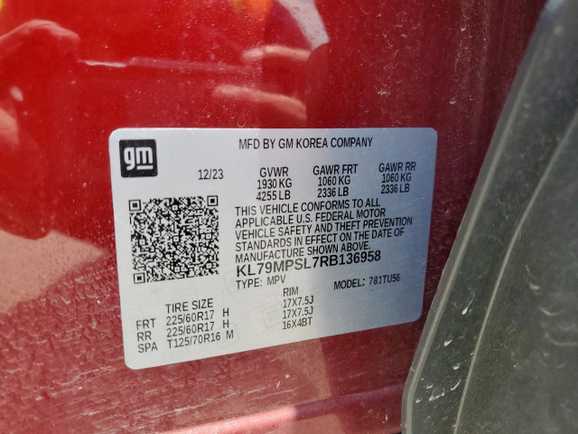 gm
MFD BY GM KOREA COMPANY
12/23 GVWR GAWR FRT GAWR RR
1930 KG 1060 KG 1060 KG
4255 LB 2336 LB 2336 LB
THIS VEHICLE CONFORMS TO ALL
APPLICABLE U.S. FEDERAL MOTOR
VEHICLE SAFETY AND THEFT PREVENTION
STANDARDS IN EFFECT ON THE DATE OF
MANUFACTURE SHOWN ABOVE.
KL79MPSL7RB136958
TYPE: MPV MODEL: 781TU56
TIRE SIZE RIM
FRT 225/60R17 H 17X7.5J
RR 225/60R17 H 17X7.5J
SPA T125/70R16 M 16X4BT